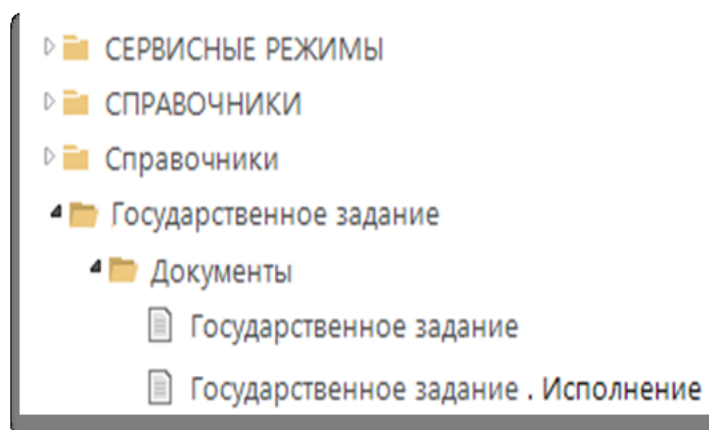 СЕРВИСНЫЕ РЕЖИМЫ
СПРАВОЧНИКИ
Справочники
Государственное задание
Документы
Государственное задание
Государственное задание . Исполнение